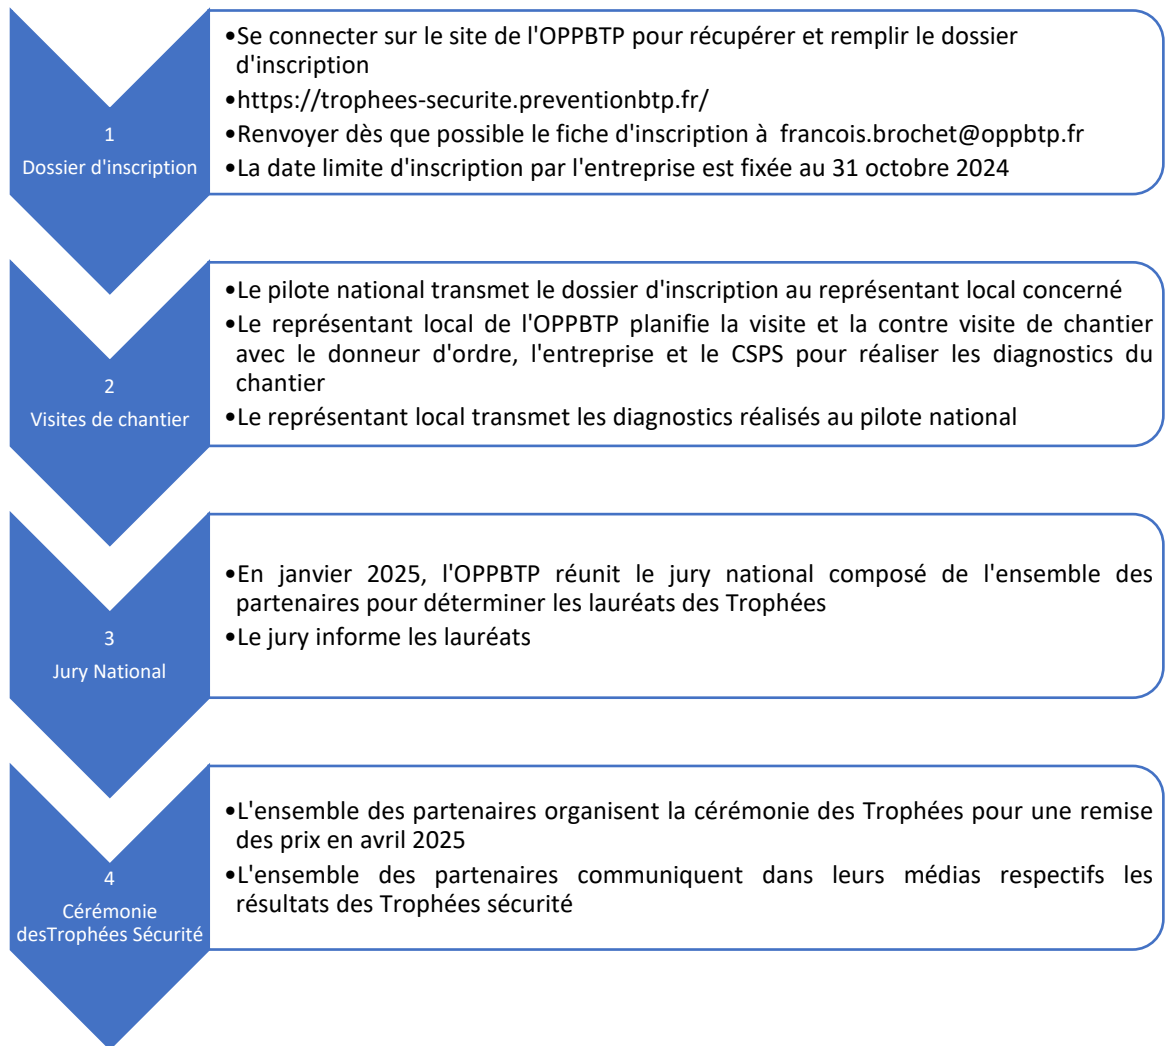 1
Dossier d'inscription
•Se connecter sur le site de l'OPPBTP pour récupérer et remplir le dossier
d'inscription
•https://trophees-securite.preventionbtp.fr/
•Renvoyer dès que possible le fiche d'inscription à francois.brochet@oppbtp.fr
•La date limite d'inscription par l'entreprise est fixée au 31 octobre 2024
2
Visites de chantier
•Le pilote national transmet le dossier d'inscription au représentant local concerné
•Le représentant local de l'OPPBTP planifie la visite et la contre visite de chantier
avec le donneur d'ordre, l'entreprise et le CSPS pour réaliser les diagnostics du
chantier
•Le représentant local transmet les diagnostics réalisés au pilote national
3
Jury National
•En janvier 2025, l'OPPBTP réunit le jury national composé de l'ensemble des
partenaires pour déterminer les lauréats des Trophées
•Le jury informe les lauréats
4
Cérémonie
desTrophées Sécurité
•L'ensemble des partenaires organisent la cérémonie des Trophées pour une remise
des prix en avril 2025
•L'ensemble des partenaires communiquent dans leurs médias respectifs les
résultats des Trophées sécurité